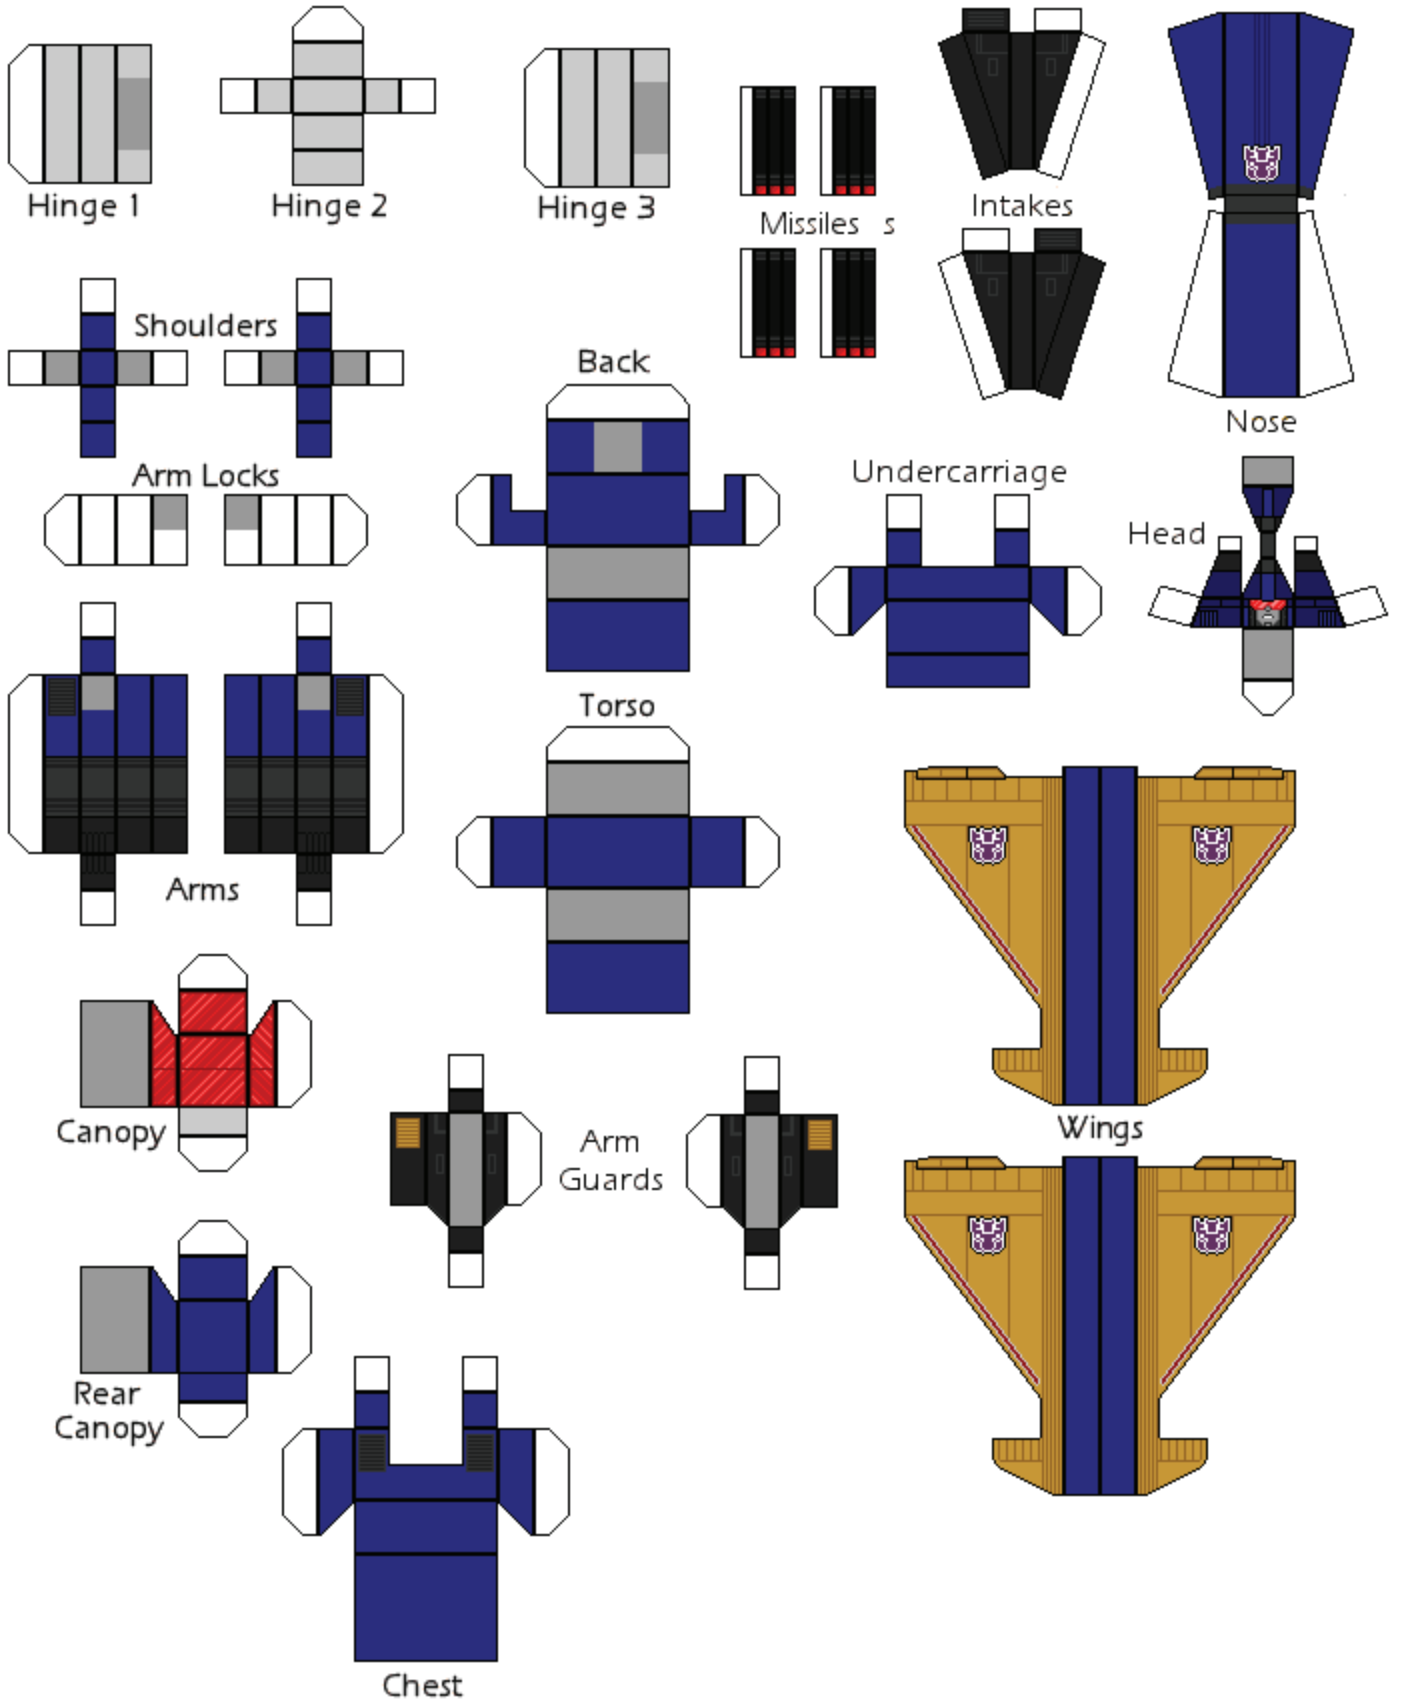 Hinge 1
Hinge 2
Hinge 3
Missiles s
Intakes
Nose
Shoulders
Back
Arm Locks
Undercarriage
Head
Torso
Arms
Canopy
Arm
Guards
Wings
Rear
Canopy
Chest